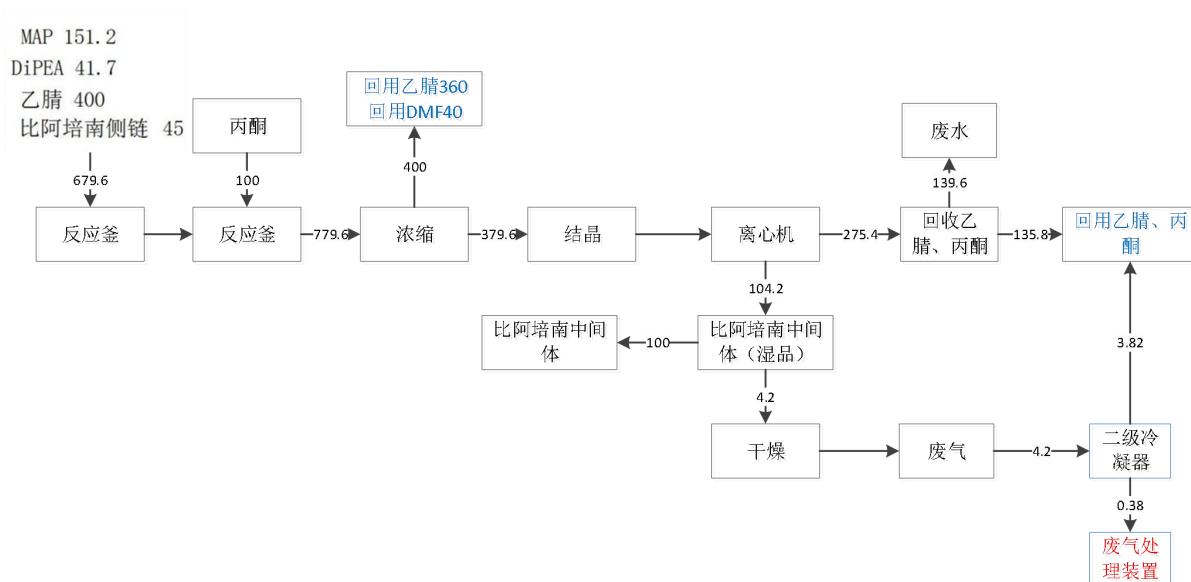 MAP 151.2
DiPEA 41.7
乙腈 400
比阿培南侧链 45
丙酮
回用乙腈360
回用DMF40
废水
679.6
100
400
139.6
反应釜
反应釜
779.6
浓缩
379.6
结晶
离心机
275.4
回收乙
腈、丙酮
135.8
回用乙腈、丙
酮
104.2
比阿培南中间
体
100
比阿培南中间
体（湿品）
3.82
4.2
干燥
废气
4.2
二级冷
凝器
0.38
废气处
理装置